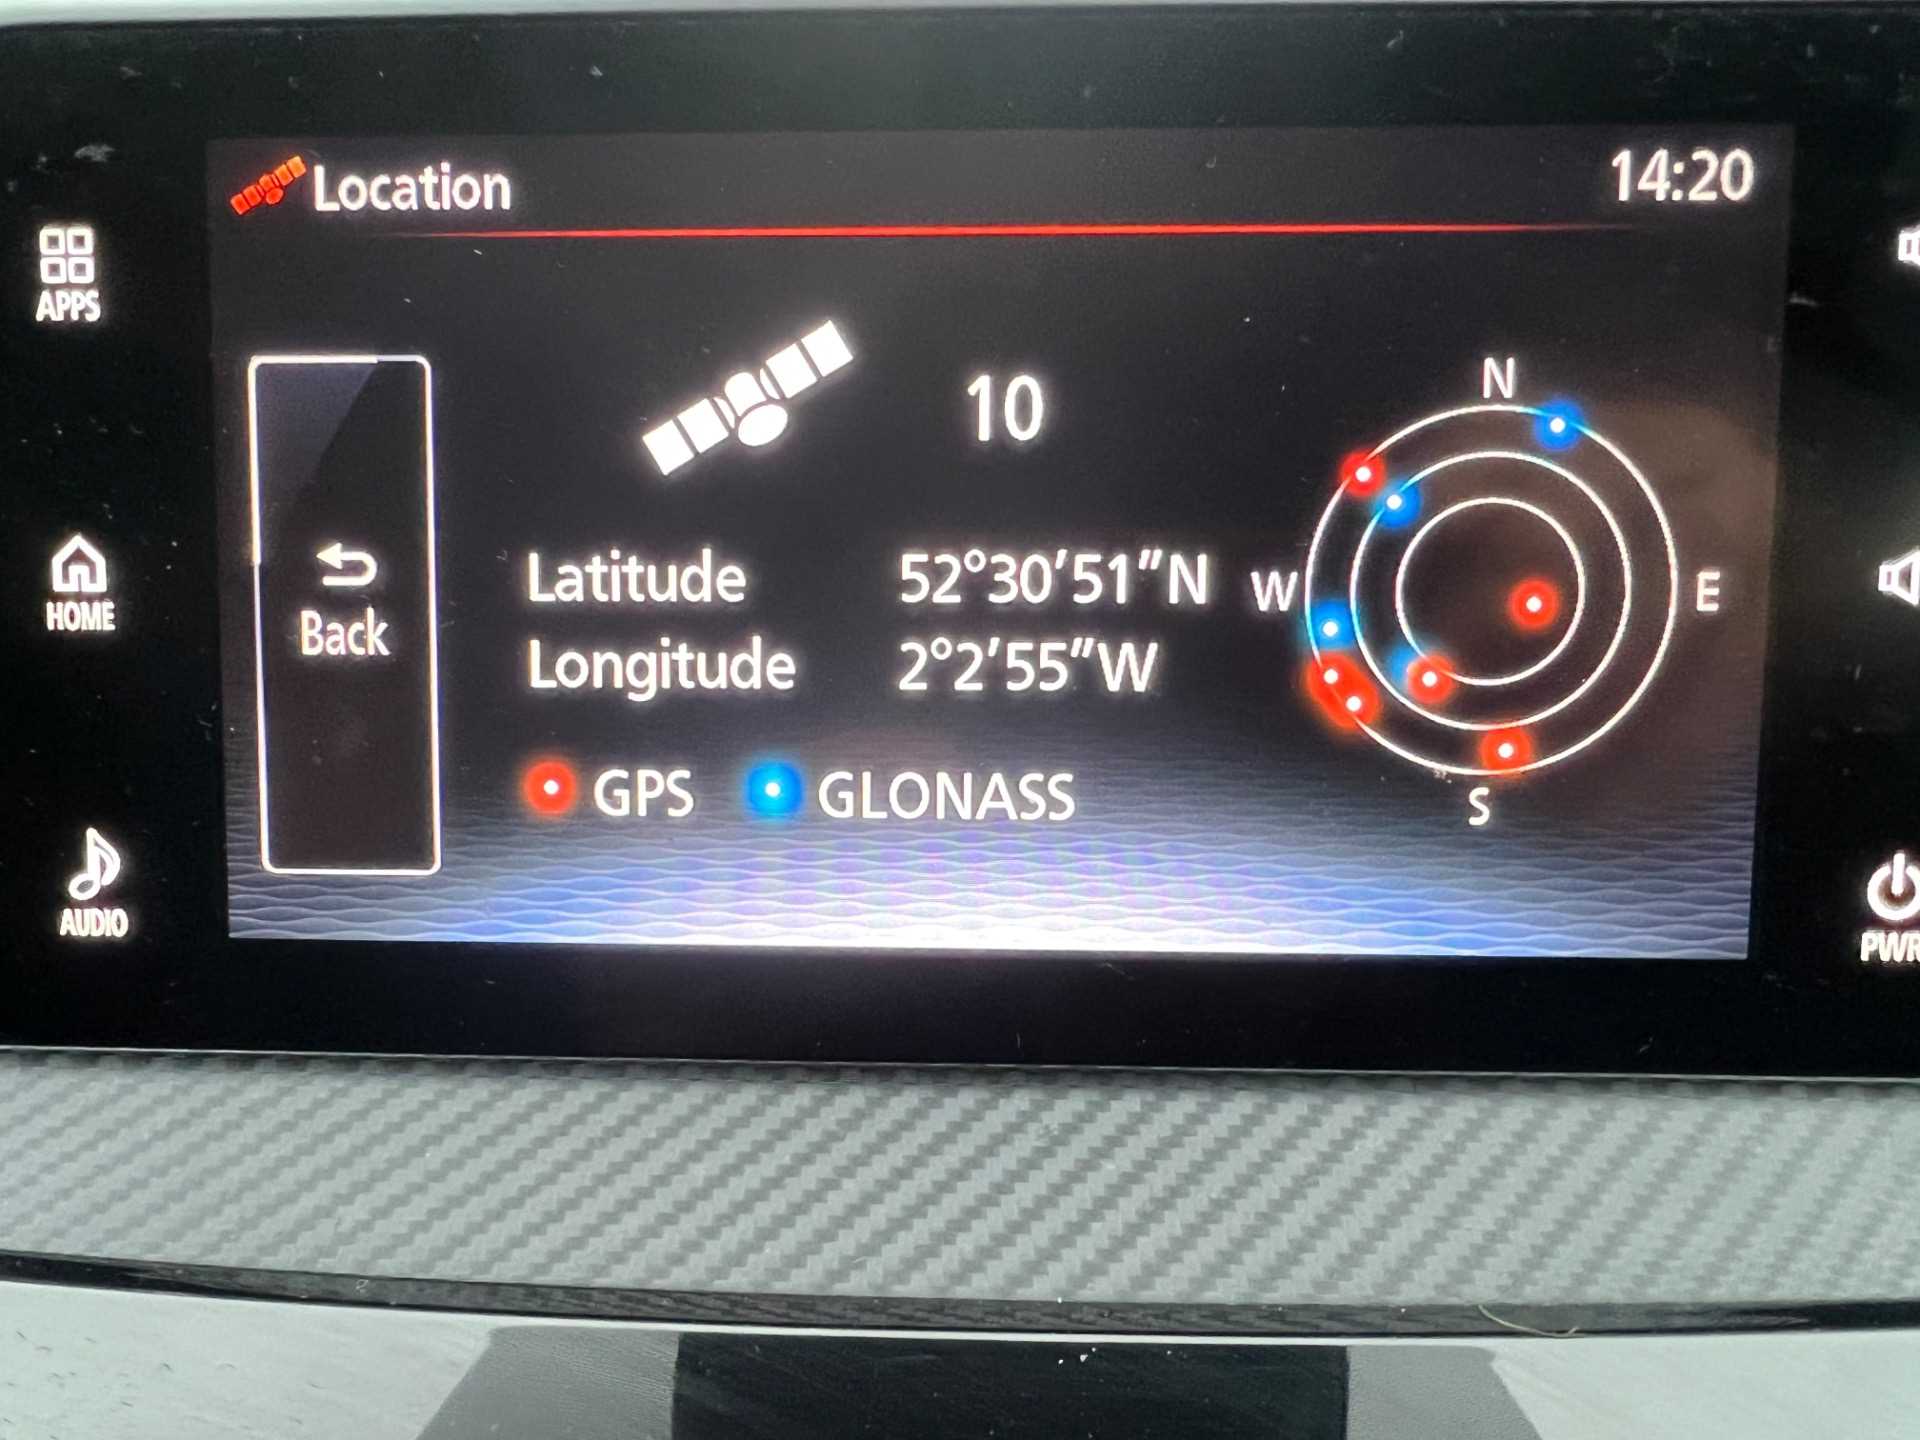 Location
14:20
APPS
10
N
Latitude 52°30′51″N
W
E
HOME
Back
Longitude 2°2′55″W
GPS
GLONASS
S
AUDIO
PWR